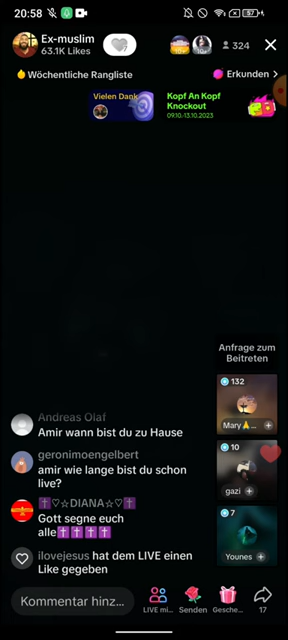 20:58
57
Ex-muslim
63.1K Likes
10+
10+
324
Wöchentliche Rangliste
Erkunden >
Vielen Dank
Kopf An Kopf
Knockout
09.10.-13.10.2023
Anfrage zum
Beitreten
132
Mary🙏...
10
gazi
7
Younes
Andreas Olaf
Amir wann bist du zu Hause
geronimoengelbert
amir wie lange bist du schon
live?
✝️♡☆DIANA☆♡✝️
Gott segne euch
alle✝️✝️✝️✝️
ilovejesus hat dem LIVE einen
Like gegeben
Kommentar hinz...
LIVE mi...
Senden
Gesche...
17